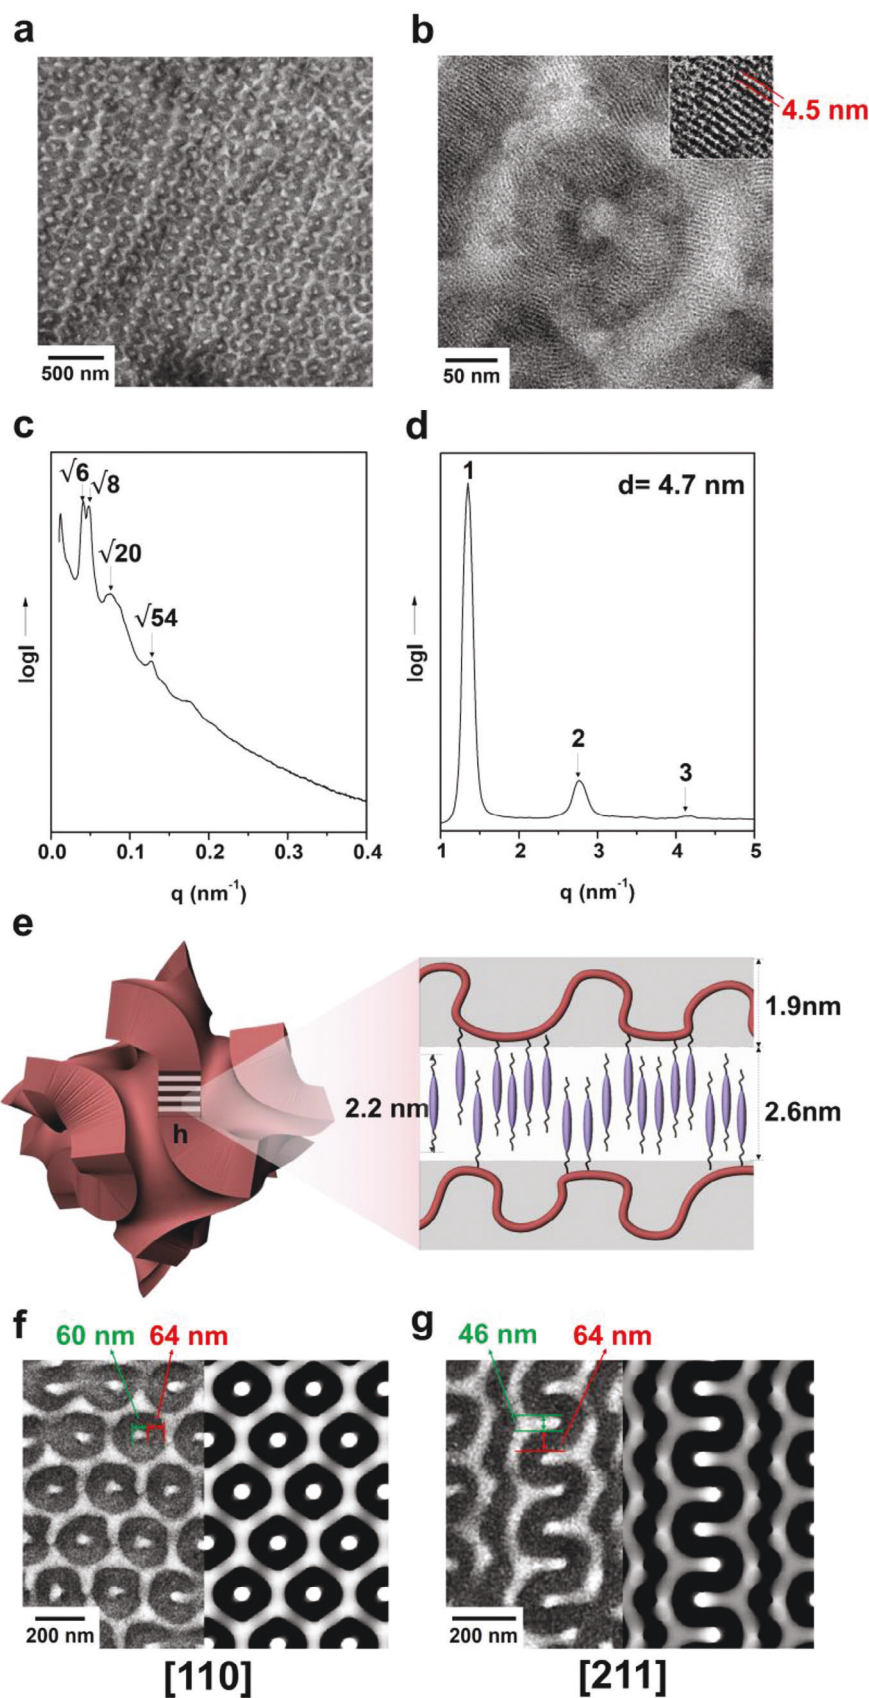 a
500 nm
b
4.5 nm
50 nm
c
√6
√8
√20
√54
logI
0.0 0.1 0.2 0.3 0.4
q (nm⁻¹)
d
1
d= 4.7 nm
2
3
logI
1 2 3 4 5
q (nm⁻¹)
e
h
2.2 nm
1.9nm
2.6nm
f
60 nm 64 nm
200 nm
[110]
g
46 nm 64 nm
200 nm
[211]